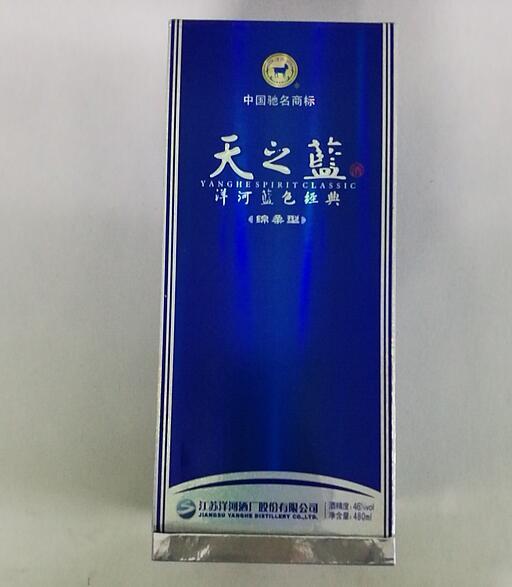 中国驰名商标
天之藍
YANGHE SPIRIT CLASSIC
洋河蓝色经典
绵柔型
江苏洋河酒厂股份有限公司
JIANGSU YANGHE DISTILLERY CO.,LTD.
酒精度:46%vol
净含量:480ml